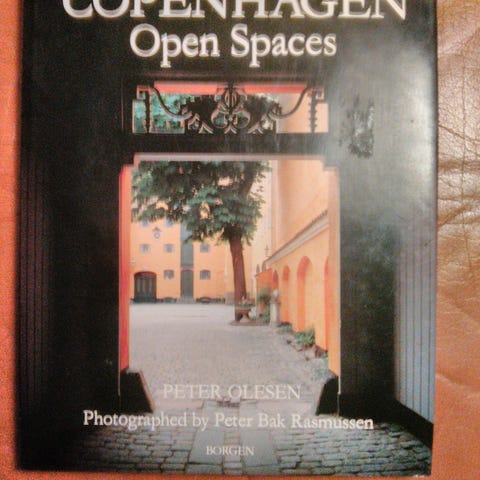 COPENHAGEN
Open Spaces
PETER OLESEN
Photographed by Peter Bak Rasmussen
BORGEN